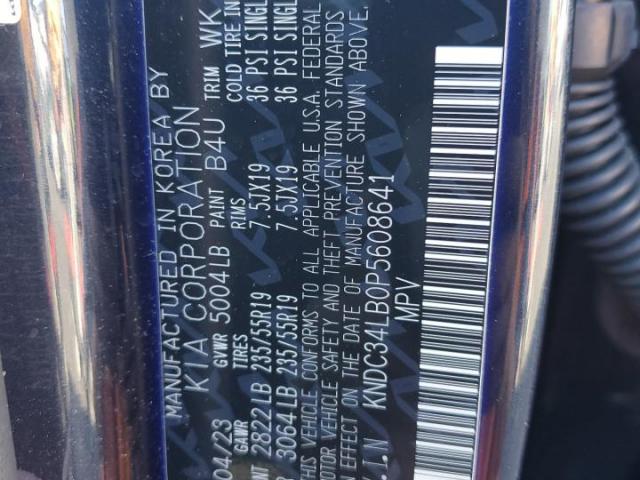 MANUFACTURED IN KOREA BY
KIA CORPORATION
04/23 GVWR 5004LB PAINT B4U TRIM WK
GAWR TIRES RIMS COLD TIRE IN
NT 2822LB 235/55R19 7.5JX19 36 PSI SINGL
3064LB 235/55R19 7.5JX19 36 PSI SINGL
THIS VEHICLE CONFORMS TO ALL APPLICABLE U.S.A. FEDERAL
MOTOR VEHICLE SAFETY AND THEFT PREVENTION STANDARDS
ON THE DATE OF MANUFACTURE SHOWN ABOVE.
V.I.N KNDC34LB0P5608641
MPV